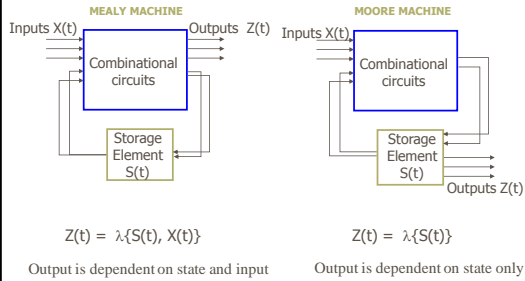 MEALY MACHINE
Inputs X(t)
Outputs Z(t)
Combinational
circuits
Storage
Element
S(t)
Z(t) = λ{S(t), X(t)}
Output is dependent on state and input
MOORE MACHINE
Inputs X(t)
Combinational
circuits
Storage
Element
S(t)
Outputs Z(t)
Z(t) = λ{S(t)}
Output is dependent on state only